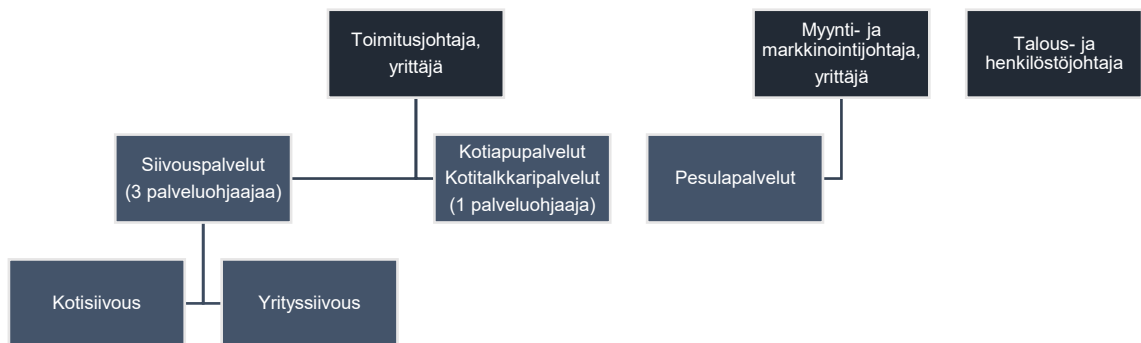 Toimitusjohtaja,
yrittäjä
Myynti- ja
markkinointijohtaja,
yrittäjä
Talous- ja
henkilöstöjohtaja
Siivouspalvelut
(3 palveluohjaajaa)
Kotiapupalvelut
Kotitalkkaripalvelut
(1 palveluohjaaja)
Pesulapalvelut
Kotisiivous
Yrityssiivous